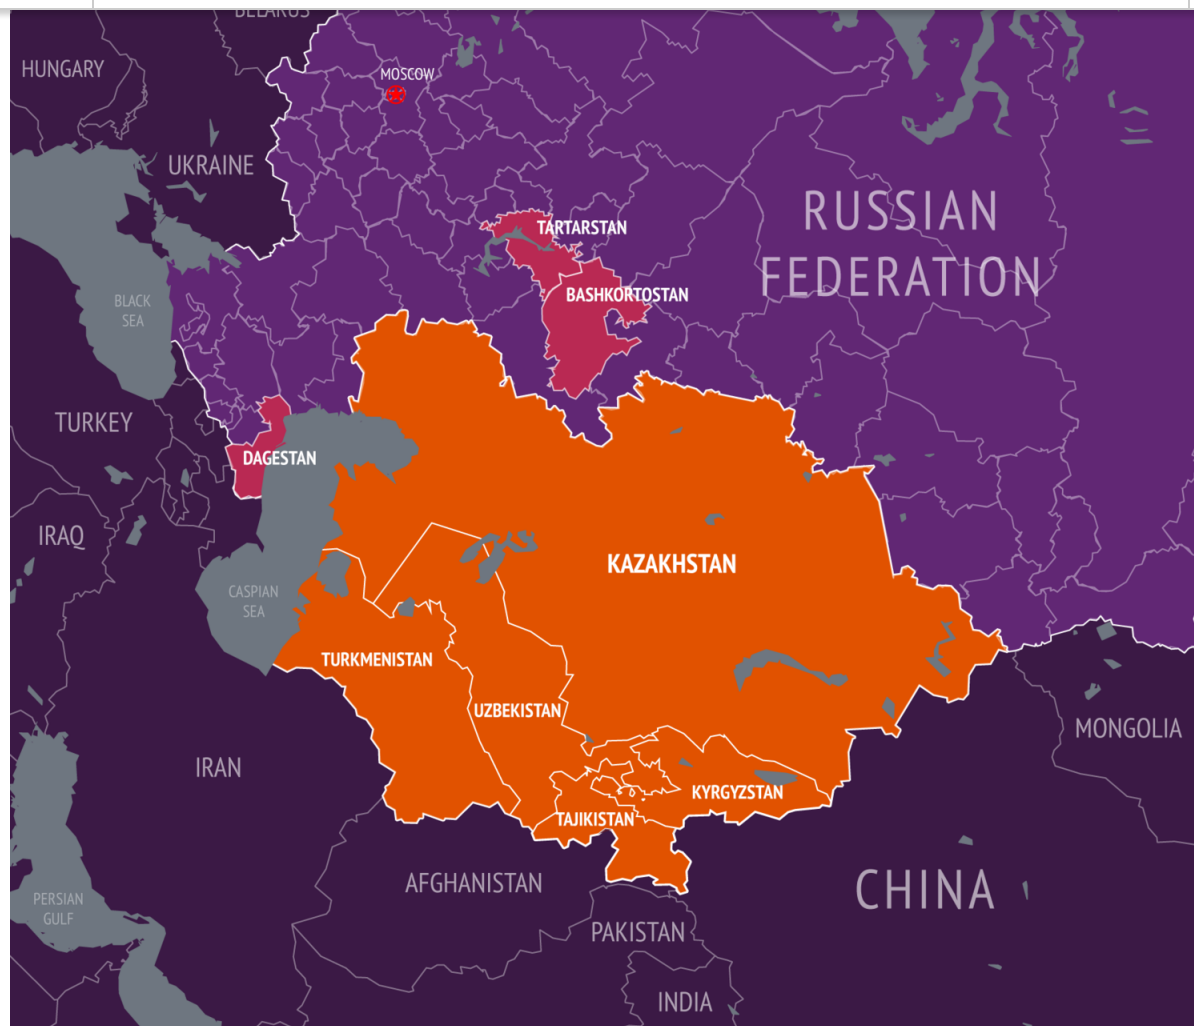 BELARUS
HUNGARY
MOSCOW
UKRAINE
RUSSIAN
FEDERATION
TARTARSTAN
BASHKORTOSTAN
BLACK
SEA
TURKEY
DAGESTAN
IRAQ
KAZAKHSTAN
CASPIAN
SEA
TURKMENISTAN
UZBEKISTAN
MONGOLIA
IRAN
KYRGYZSTAN
TAJIKISTAN
AFGHANISTAN
CHINA
PERSIAN
GULF
PAKISTAN
INDIA